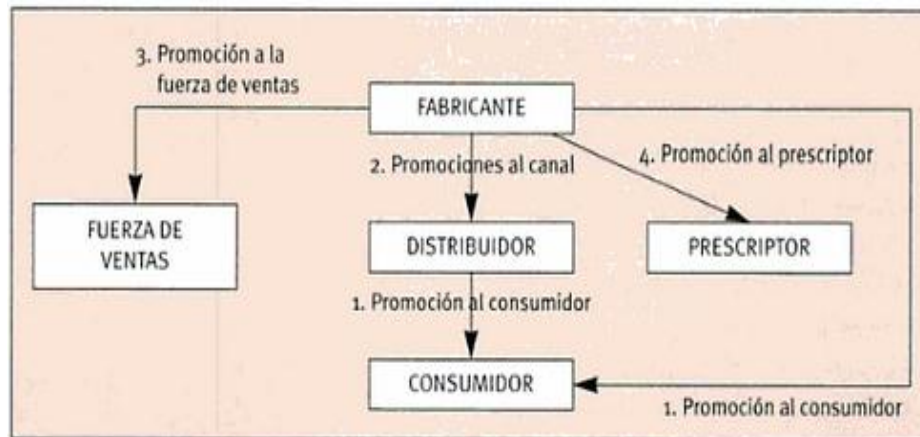 3. Promoción a la
fuerza de ventas
FABRICANTE
2. Promociones al canal
4. Promoción al prescriptor
FUERZA DE
VENTAS
DISTRIBUIDOR
PRESCRIPTOR
1. Promoción al consumidor
CONSUMIDOR
1. Promoción al consumidor